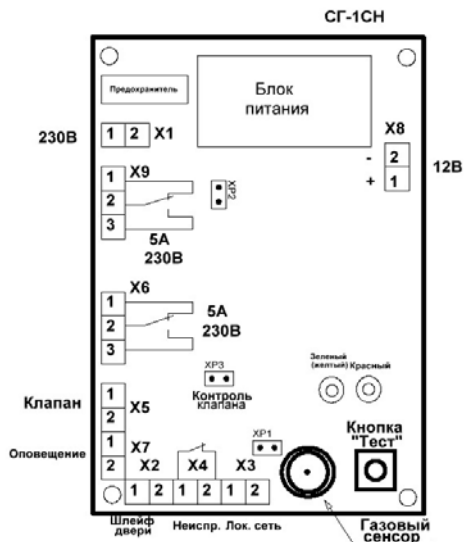 СГ-1СН
Предохранитель
Блок
питания
230В
1 2 X1
X8
- 2
+ 1
12В
X9
1
2
3
XP2
5А
230В
X6
1
2
3
5А
230В
XP3
Контроль
клапана
Зеленый
(желтый)
Красный
Клапан
1
2
X5
Оповещение
1
2
X7
XP1
Кнопка
"Тест"
X2 X4 X3
1 2 1 2 1 2
Шлейф
двери
Неиспр. Лок. сеть
Газовый
сенсор